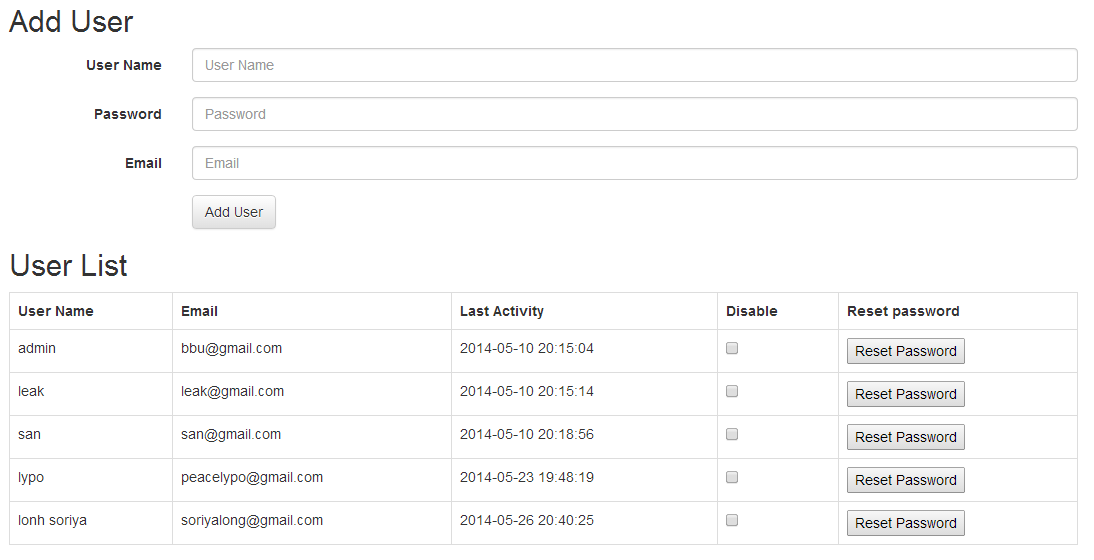 Add User
User Name User Name
Password Password
Email Email
Add User
User List
User Name Email Last Activity Disable Reset password
admin bbu@gmail.com 2014-05-10 20:15:04 Reset Password
leak leak@gmail.com 2014-05-10 20:15:14 Reset Password
san san@gmail.com 2014-05-10 20:18:56 Reset Password
lypo peacelypo@gmail.com 2014-05-23 19:48:19 Reset Password
lonh soriya soriyalong@gmail.com 2014-05-26 20:40:25 Reset Password